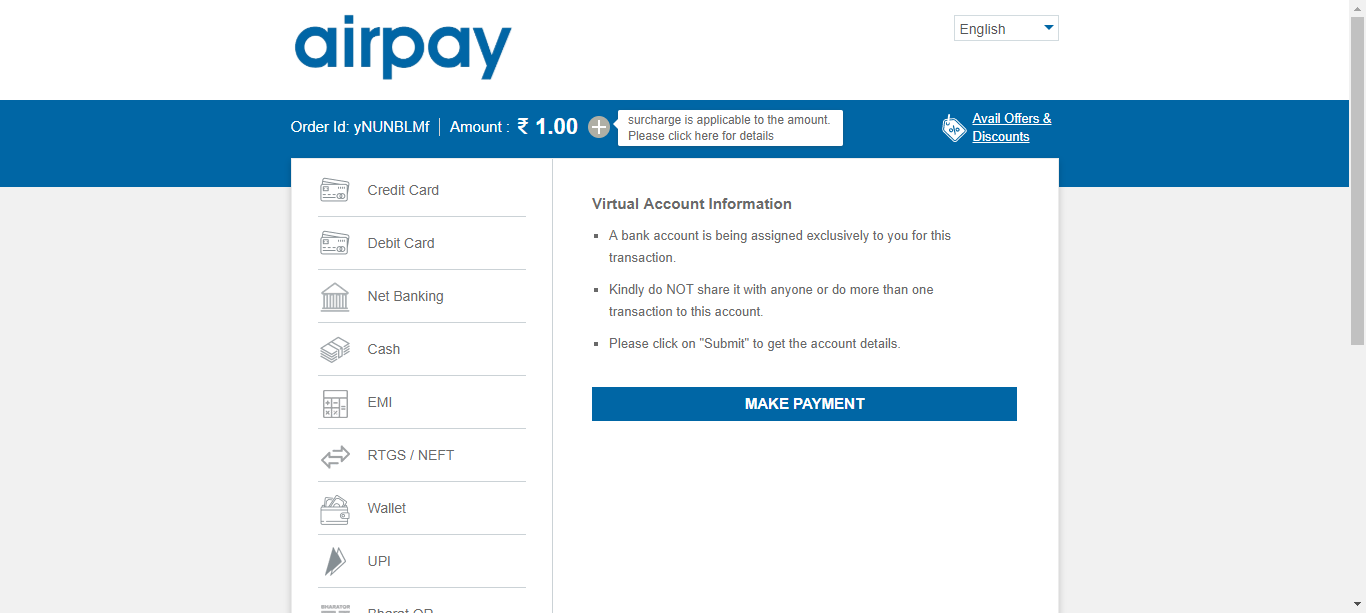 airpay
English
Order Id: yNUNBLMf
Amount : ₹ 1.00
surcharge is applicable to the amount.
Please click here for details
Avail Offers &
Discounts
Credit Card
Debit Card
Net Banking
Cash
EMI
RTGS / NEFT
Wallet
UPI
BHARATQR
Bharat QR
Virtual Account Information
A bank account is being assigned exclusively to you for this
transaction.
Kindly do NOT share it with anyone or do more than one
transaction to this account.
Please click on "Submit" to get the account details.
MAKE PAYMENT